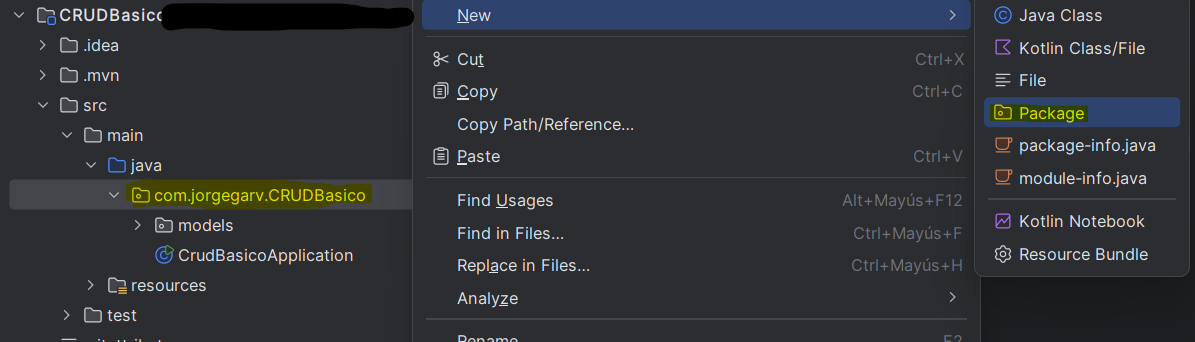 CRUDBasico
.idea
.mvn
src
main
java
com.jorgegarv.CRUDBasico
models
CrudBasicoApplication
resources
test
New
Cut Ctrl+X
Copy Ctrl+C
Copy Path/Reference...
Paste Ctrl+V
Find Usages Alt+Mayús+F12
Find in Files... Ctrl+Mayús+F
Replace in Files... Ctrl+Mayús+H
Analyze
Rename F2
Java Class
Kotlin Class/File
File
Package
package-info.java
module-info.java
Kotlin Notebook
Resource Bundle